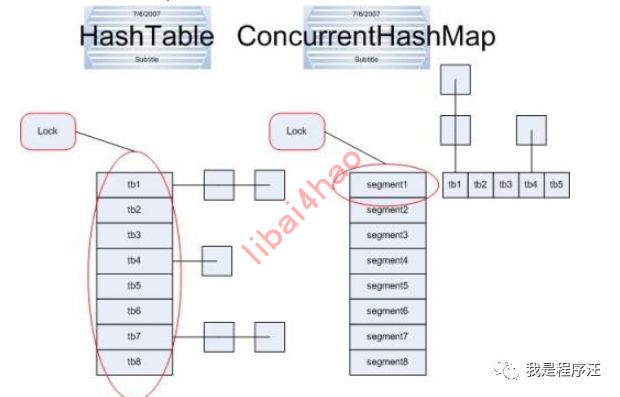 7/6/2007
HashTable
Subtitle
7/6/2007
ConcurrentHashMap
Subtitle
Lock
tb1
tb2
tb3
tb4
tb5
tb6
tb7
tb8
Lock
segment1
segment2
segment3
segment4
segment5
segment6
segment7
segment8
tb1 tb2 tb3 tb4 tb5
libai4hao
我是程序汪